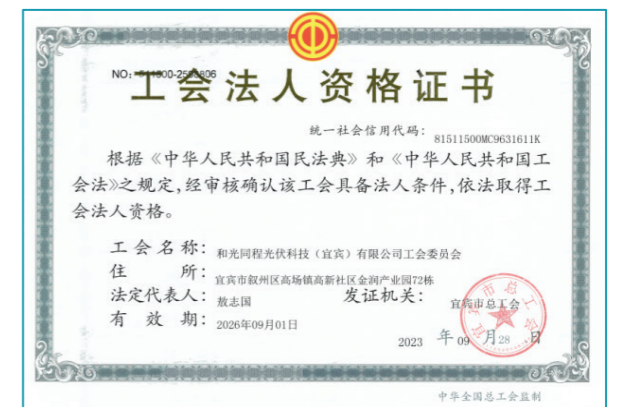 工会法人资格证书
统一社会信用代码： 81511500MC9631611K
根据《中华人民共和国民法典》和《中华人民共和国工
会法》之规定，经审核确认该工会具备法人条件，依法取得工
会法人资格。
工会名称： 和光同程光伏科技（宜宾）有限公司工会委员会
住　　所： 宜宾市叙州区高场镇高新社区金润产业园72栋
法定代表人： 敖志国　发证机关： 宜宾市总工会
有　效　期： 2026年09月01日
2023 年 09 月 28 日
中华全国总工会监制